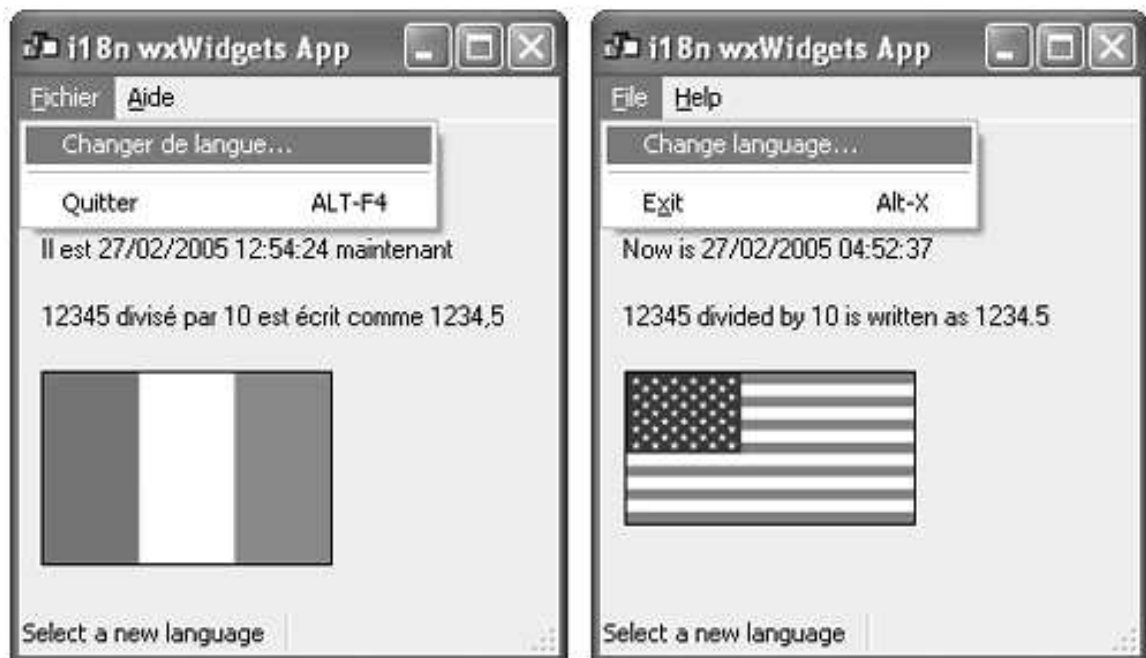 i18n wxWidgets App
Fichier Aide
Changer de langue...
Quitter ALT-F4
Il est 27/02/2005 12:54:24 maintenant
12345 divisé par 10 est écrit comme 1234,5
Select a new language
i18n wxWidgets App
File Help
Change language...
Exit Alt-X
Now is 27/02/2005 04:52:37
12345 divided by 10 is written as 1234.5
Select a new language